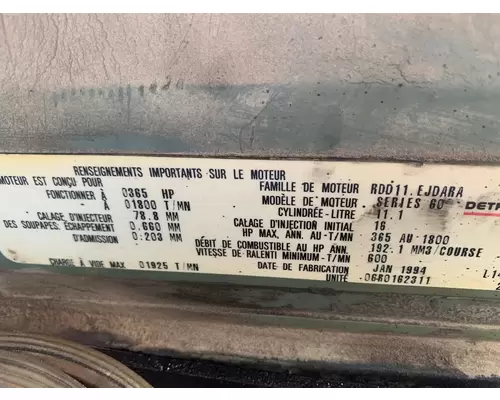 RENSEIGNEMENTS IMPORTANTS SUR LE MOTEUR
MOTEUR EST CONÇU POUR
FONCTIONNER À 0365 HP
À 01800 T/MN
CALAGE D'INJECTEUR 78.8 MM
DES SOUPAPES: ÉCHAPPEMENT 0.660 MM
D'ADMISSION 0.203 MM
CHARGE À VIDE MAX 01925 T/MN
FAMILLE DE MOTEUR RDD11.EJDARA
MODÈLE DE MOTEUR SERIES 60
CYLINDRÉE-LITRE 11.1
CALAGE D'INJECTION INITIAL 16
HP MAX, ANN. AU-T/MN 365 AU-1800
DÉBIT DE COMBUSTIBLE AU HP ANN. 192.1 MM3/COURSE
VITESSE DE RALENTI MINIMUM-T/MN 600
DATE DE FABRICATION JAN 1994
UNITÉ 06R0162311
DETR